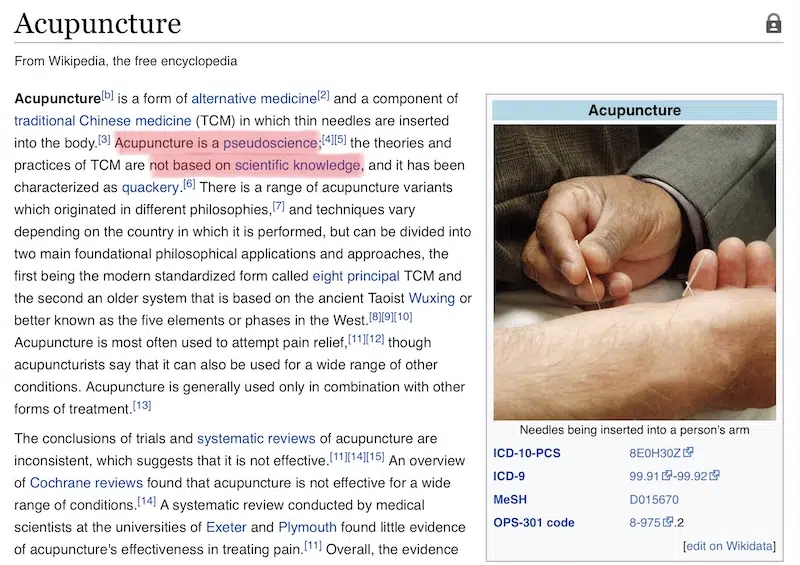 Acupuncture
From Wikipedia, the free encyclopedia
Acupuncture[b] is a form of alternative medicine[2] and a component of
traditional Chinese medicine (TCM) in which thin needles are inserted
into the body.[3] Acupuncture is a pseudoscience;[4][5] the theories and
practices of TCM are not based on scientific knowledge, and it has been
characterized as quackery.[6] There is a range of acupuncture variants
which originated in different philosophies,[7] and techniques vary
depending on the country in which it is performed, but can be divided into
two main foundational philosophical applications and approaches, the
first being the modern standardized form called eight principal TCM and
the second an older system that is based on the ancient Taoist Wuxing or
better known as the five elements or phases in the West.[8][9][10]
Acupuncture is most often used to attempt pain relief,[11][12] though
acupuncturists say that it can also be used for a wide range of other
conditions. Acupuncture is generally used only in combination with other
forms of treatment.[13]
The conclusions of trials and systematic reviews of acupuncture are
inconsistent, which suggests that it is not effective.[11][14][15] An overview
of Cochrane reviews found that acupuncture is not effective for a wide
range of conditions.[14] A systematic review conducted by medical
scientists at the universities of Exeter and Plymouth found little evidence
of acupuncture's effectiveness in treating pain.[11] Overall, the evidence
Acupuncture
Needles being inserted into a person's arm
ICD-10-PCS 8E0H30Z
ICD-9 99.91-99.92
MeSH D015670
OPS-301 code 8-975.2
[edit on Wikidata]